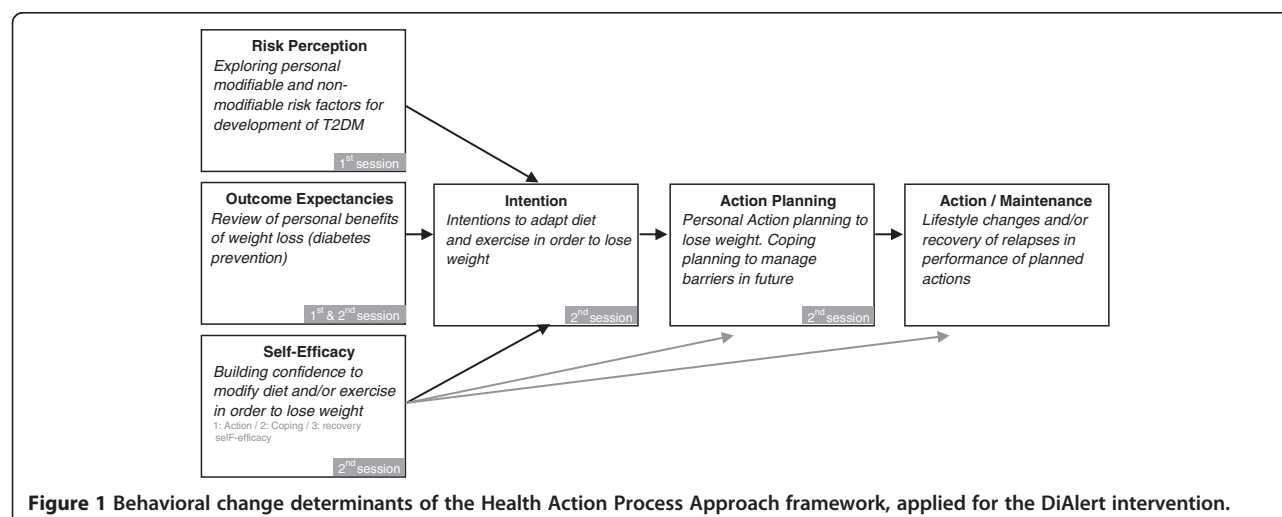 Risk Perception
Exploring personal
modifiable and non-
modifiable risk factors for
development of T2DM
1st session
Outcome Expectancies
Review of personal benefits
of weight loss (diabetes
prevention)
1st & 2nd session
Intention
Intentions to adapt diet
and exercise in order to lose
weight
2nd session
Action Planning
Personal Action planning to
lose weight. Coping
planning to manage
barriers in future
2nd session
Action / Maintenance
Lifestyle changes and/or
recovery of relapses in
performance of planned
actions
Self-Efficacy
Building confidence to
modify diet and/or exercise
in order to lose weight
1: Action / 2: Coping / 3: recovery
selF-efficacy
2nd session
Figure 1 Behavioral change determinants of the Health Action Process Approach framework, applied for the DiAlert intervention.